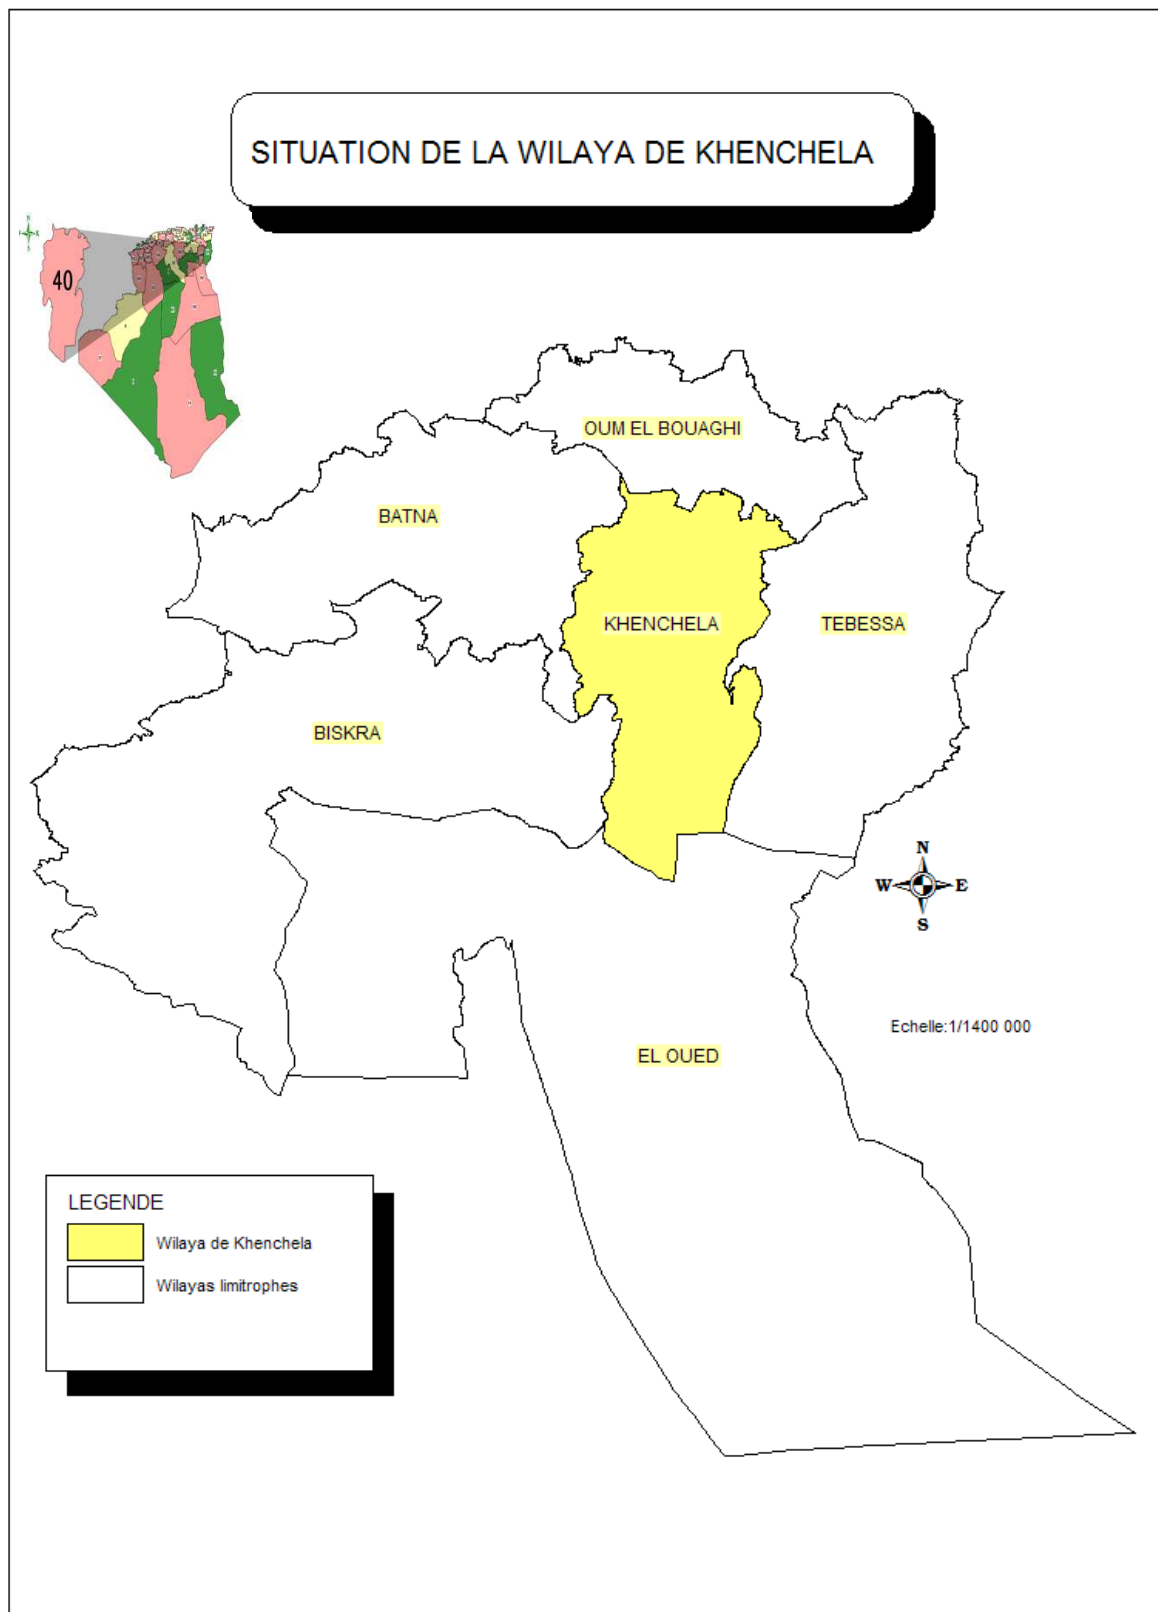 SITUATION DE LA WILAYA DE KHENCHELA
40
OUM EL BOUAGHI
BATNA
KHENCHELA
TEBESSA
BISKRA
N
W E
S
Echelle:1/1400 000
EL OUED
LEGENDE
Wilaya de Khenchela
Wilayas limitrophes